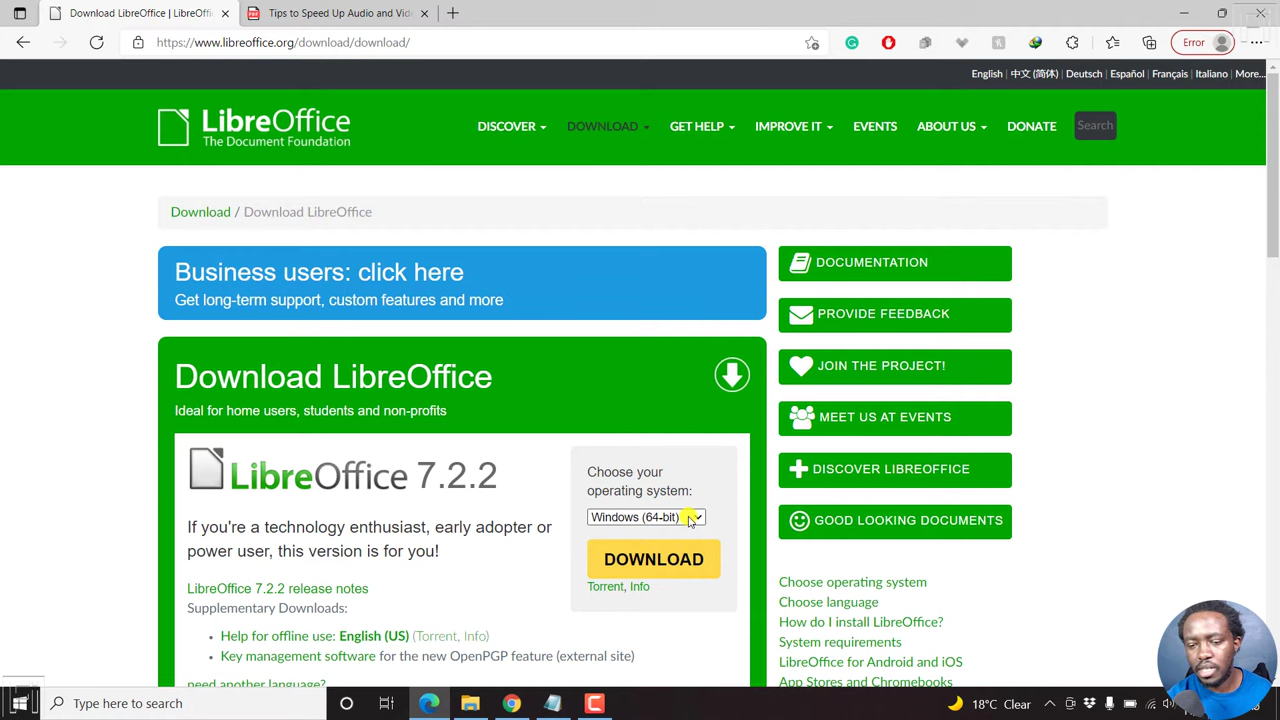 Download LibreOffice | LibreOf
Tips to Speed Up Audio and Vide
https://www.libreoffice.org/download/download/
Error
English | 中文 (简体) | Deutsch | Español | Français | Italiano | More...
LibreOffice
The Document Foundation
DISCOVER
DOWNLOAD
GET HELP
IMPROVE IT
EVENTS
ABOUT US
DONATE
Search
Download / Download LibreOffice
Business users: click here
Get long-term support, custom features and more
Download LibreOffice
Ideal for home users, students and non-profits
LibreOffice 7.2.2
If you're a technology enthusiast, early adopter or
power user, this version is for you!
LibreOffice 7.2.2 release notes
Supplementary Downloads:
Help for offline use: English (US) (Torrent, Info)
Key management software for the new OpenPGP feature (external site)
need another language?
Choose your
operating system:
Windows (64-bit)
DOWNLOAD
Torrent, Info
DOCUMENTATION
PROVIDE FEEDBACK
JOIN THE PROJECT!
MEET US AT EVENTS
DISCOVER LIBREOFFICE
GOOD LOOKING DOCUMENTS
Choose operating system
Choose language
How do I install LibreOffice?
System requirements
LibreOffice for Android and iOS
App Stores and Chromebooks
Type here to search
18°C Clear